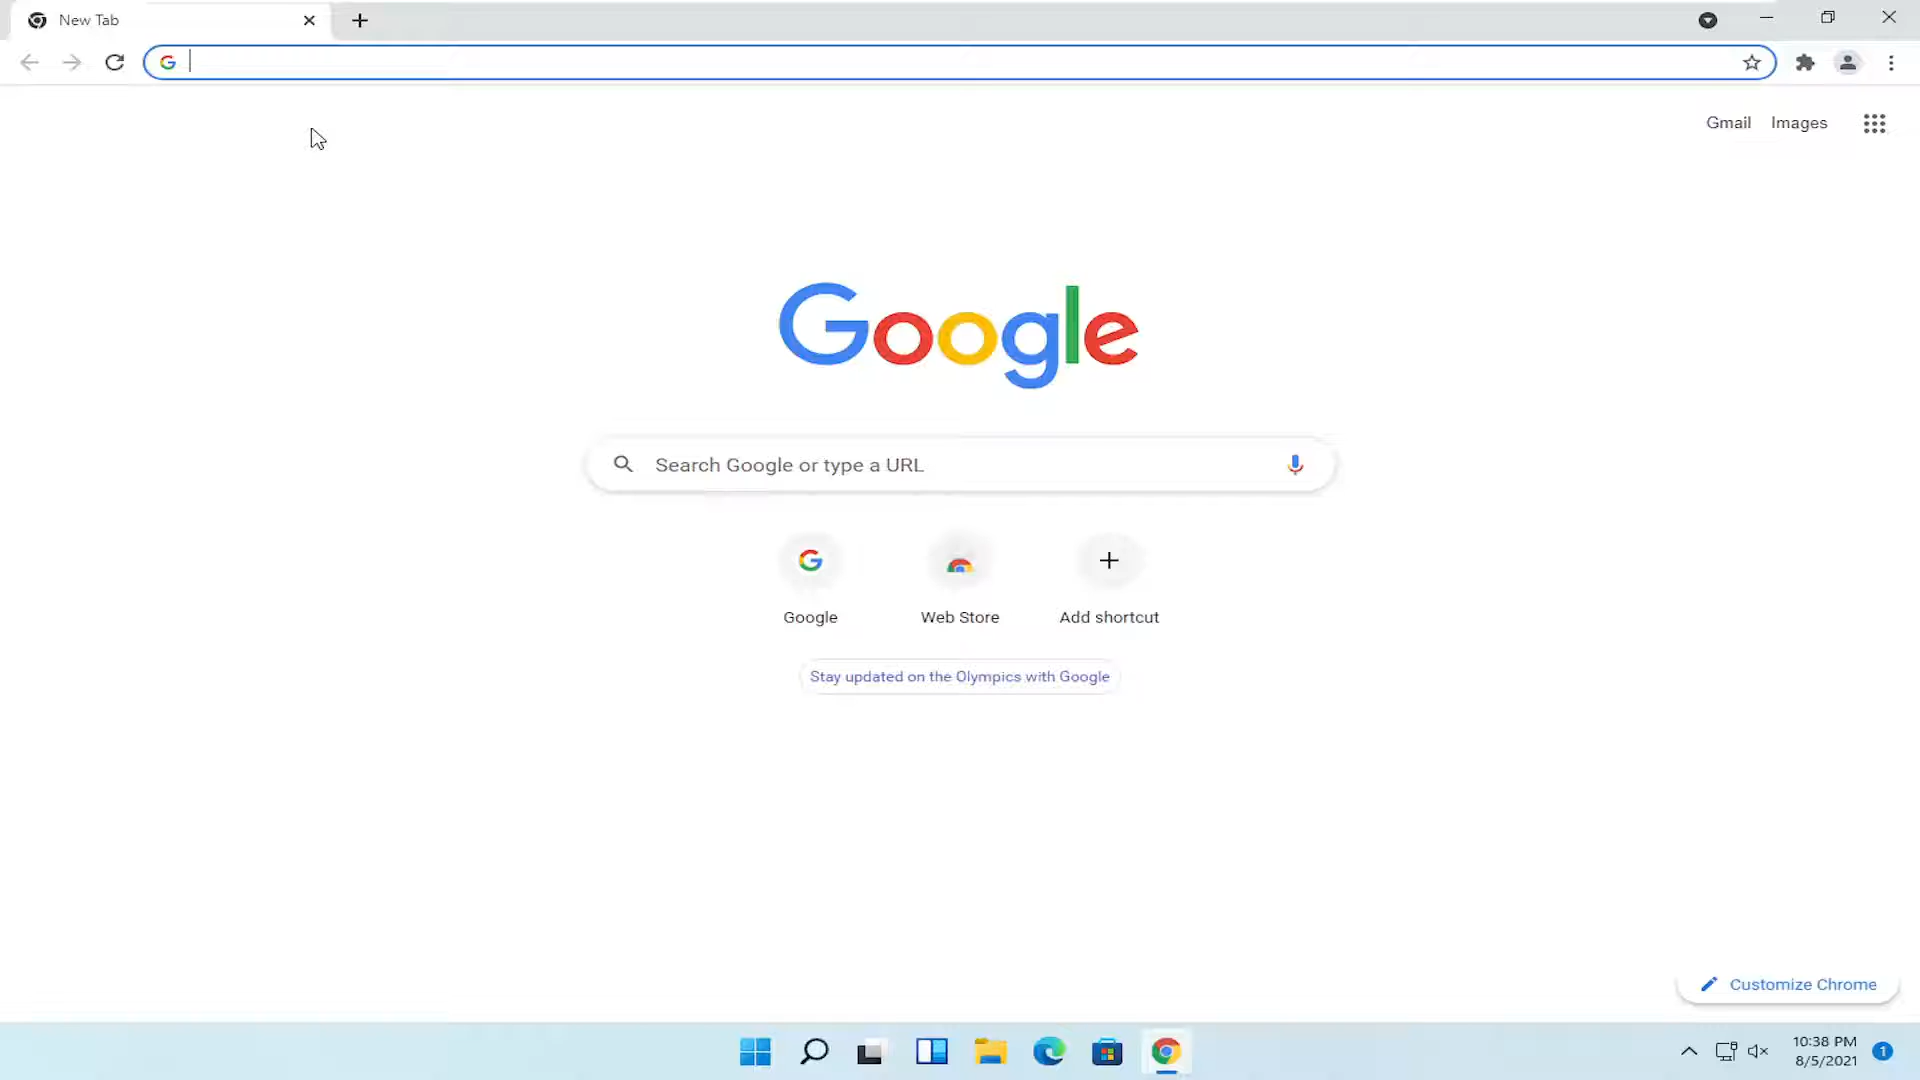 New Tab
Gmail Images
Google
Search Google or type a URL
Google Web Store Add shortcut
Stay updated on the Olympics with Google
Customize Chrome
10:38 PM
8/5/2021
1